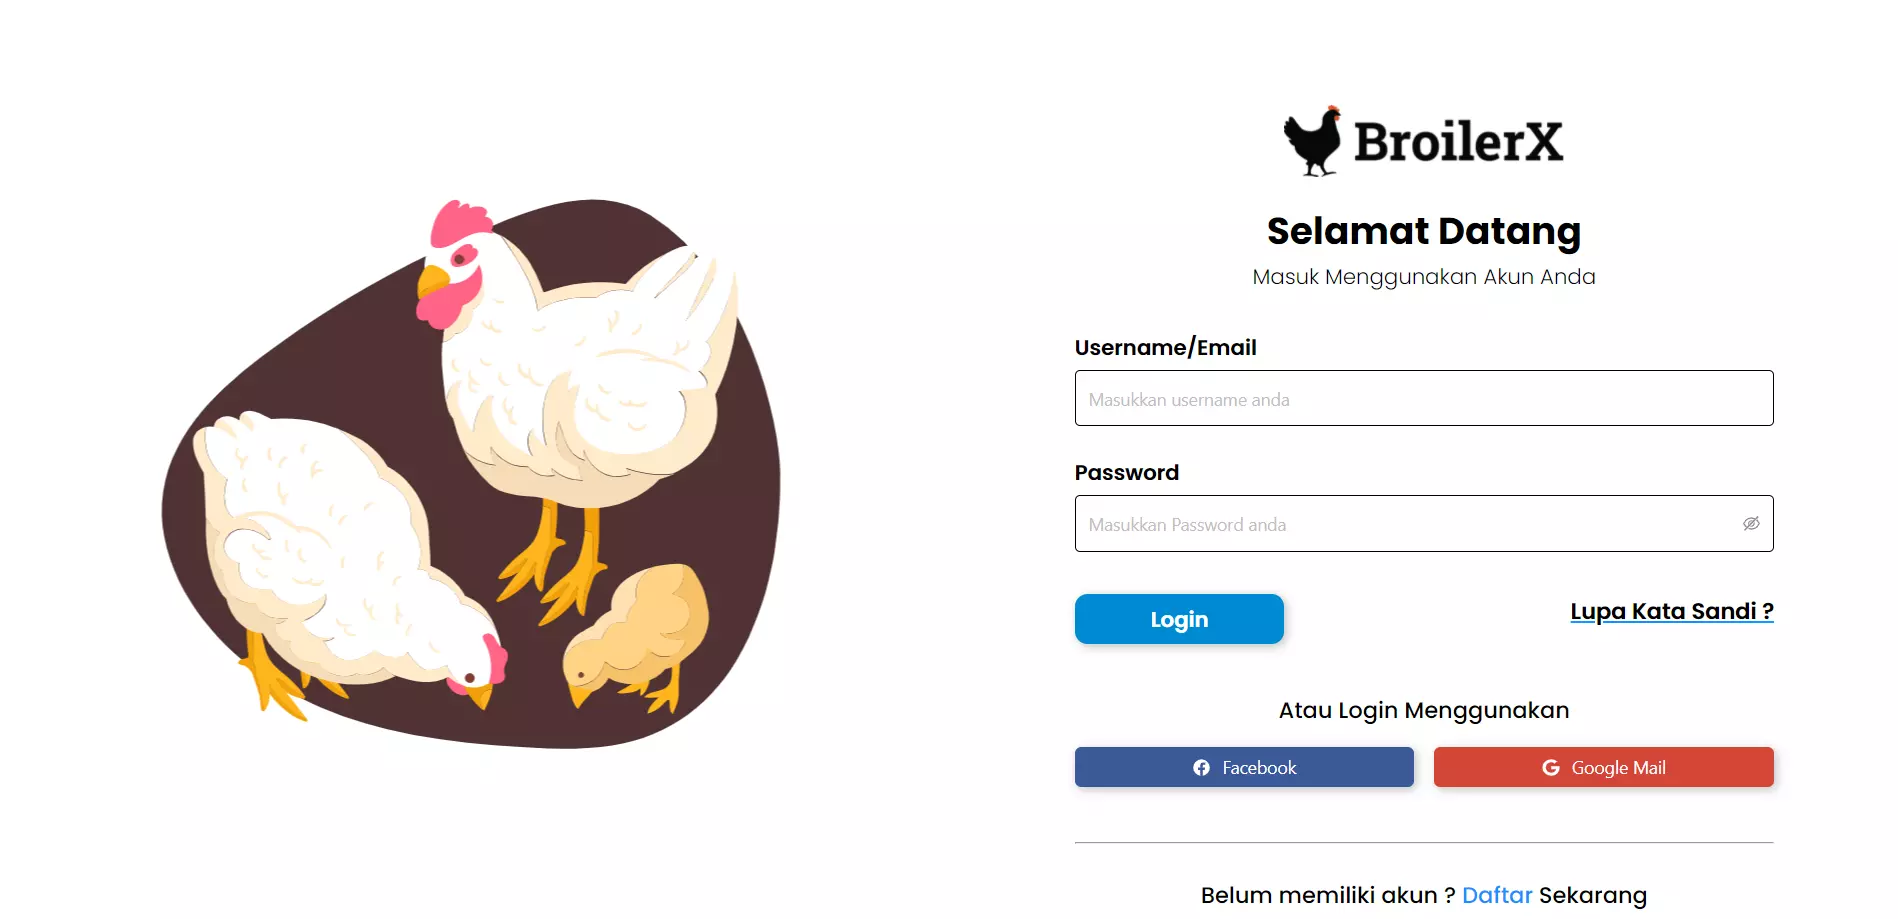 BroilerX
Selamat Datang
Masuk Menggunakan Akun Anda
Username/Email
Masukkan username anda
Password
Masukkan Password anda
Login
Lupa Kata Sandi ?
Atau Login Menggunakan
Facebook
Google Mail
Belum memiliki akun ? Daftar Sekarang